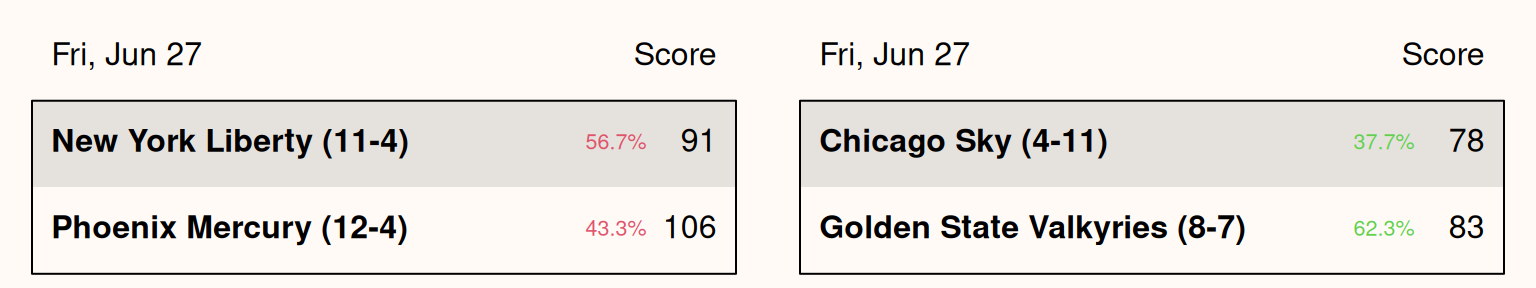 Fri, Jun 27 Score
New York Liberty (11-4) 56.7% 91
Phoenix Mercury (12-4) 43.3% 106
Fri, Jun 27 Score
Chicago Sky (4-11) 37.7% 78
Golden State Valkyries (8-7) 62.3% 83